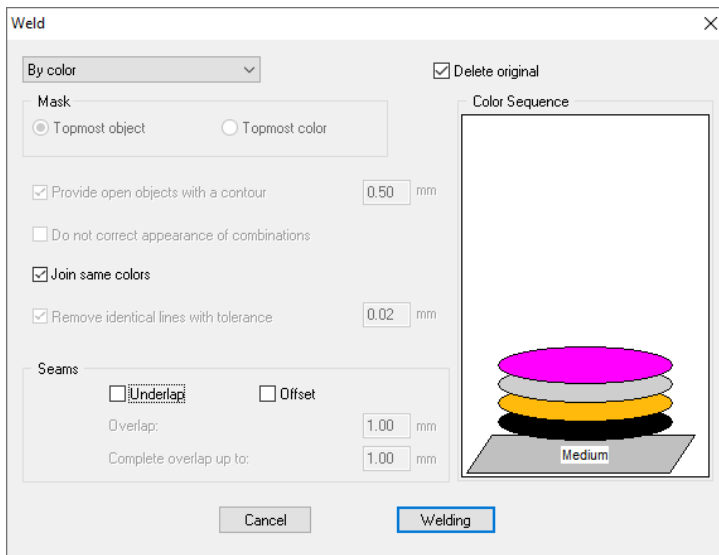 Weld
By color
Delete original
Mask
Topmost object
Topmost color
Provide open objects with a contour 0.50 mm
Do not correct appearance of combinations
Join same colors
Remove identical lines with tolerance 0.02 mm
Seams
Underlap
Offset
Overlap: 1.00 mm
Complete overlap up to: 1.00 mm
Color Sequence
Medium
Cancel
Welding